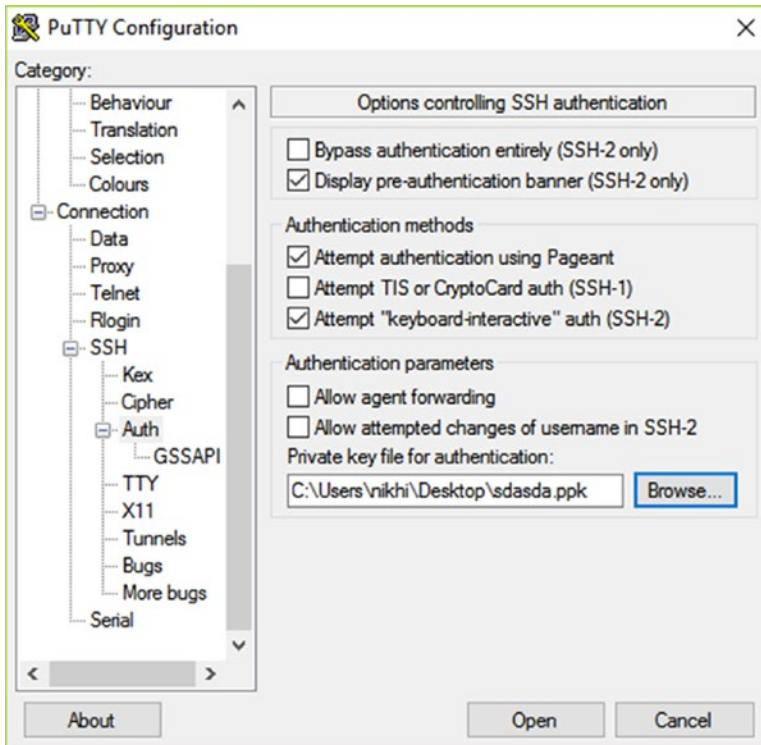 PuTTY Configuration
Category:
Behaviour
Translation
Selection
Colours
Connection
Data
Proxy
Telnet
Rlogin
SSH
Kex
Cipher
Auth
GSSAPI
TTY
X11
Tunnels
Bugs
More bugs
Serial
Options controlling SSH authentication
Bypass authentication entirely (SSH-2 only)
Display pre-authentication banner (SSH-2 only)
Authentication methods
Attempt authentication using Pageant
Attempt TIS or CryptoCard auth (SSH-1)
Attempt "keyboard-interactive" auth (SSH-2)
Authentication parameters
Allow agent forwarding
Allow attempted changes of username in SSH-2
Private key file for authentication:
C:\Users\nikhi\Desktop\sdasda.ppk
Browse...
About
Open
Cancel